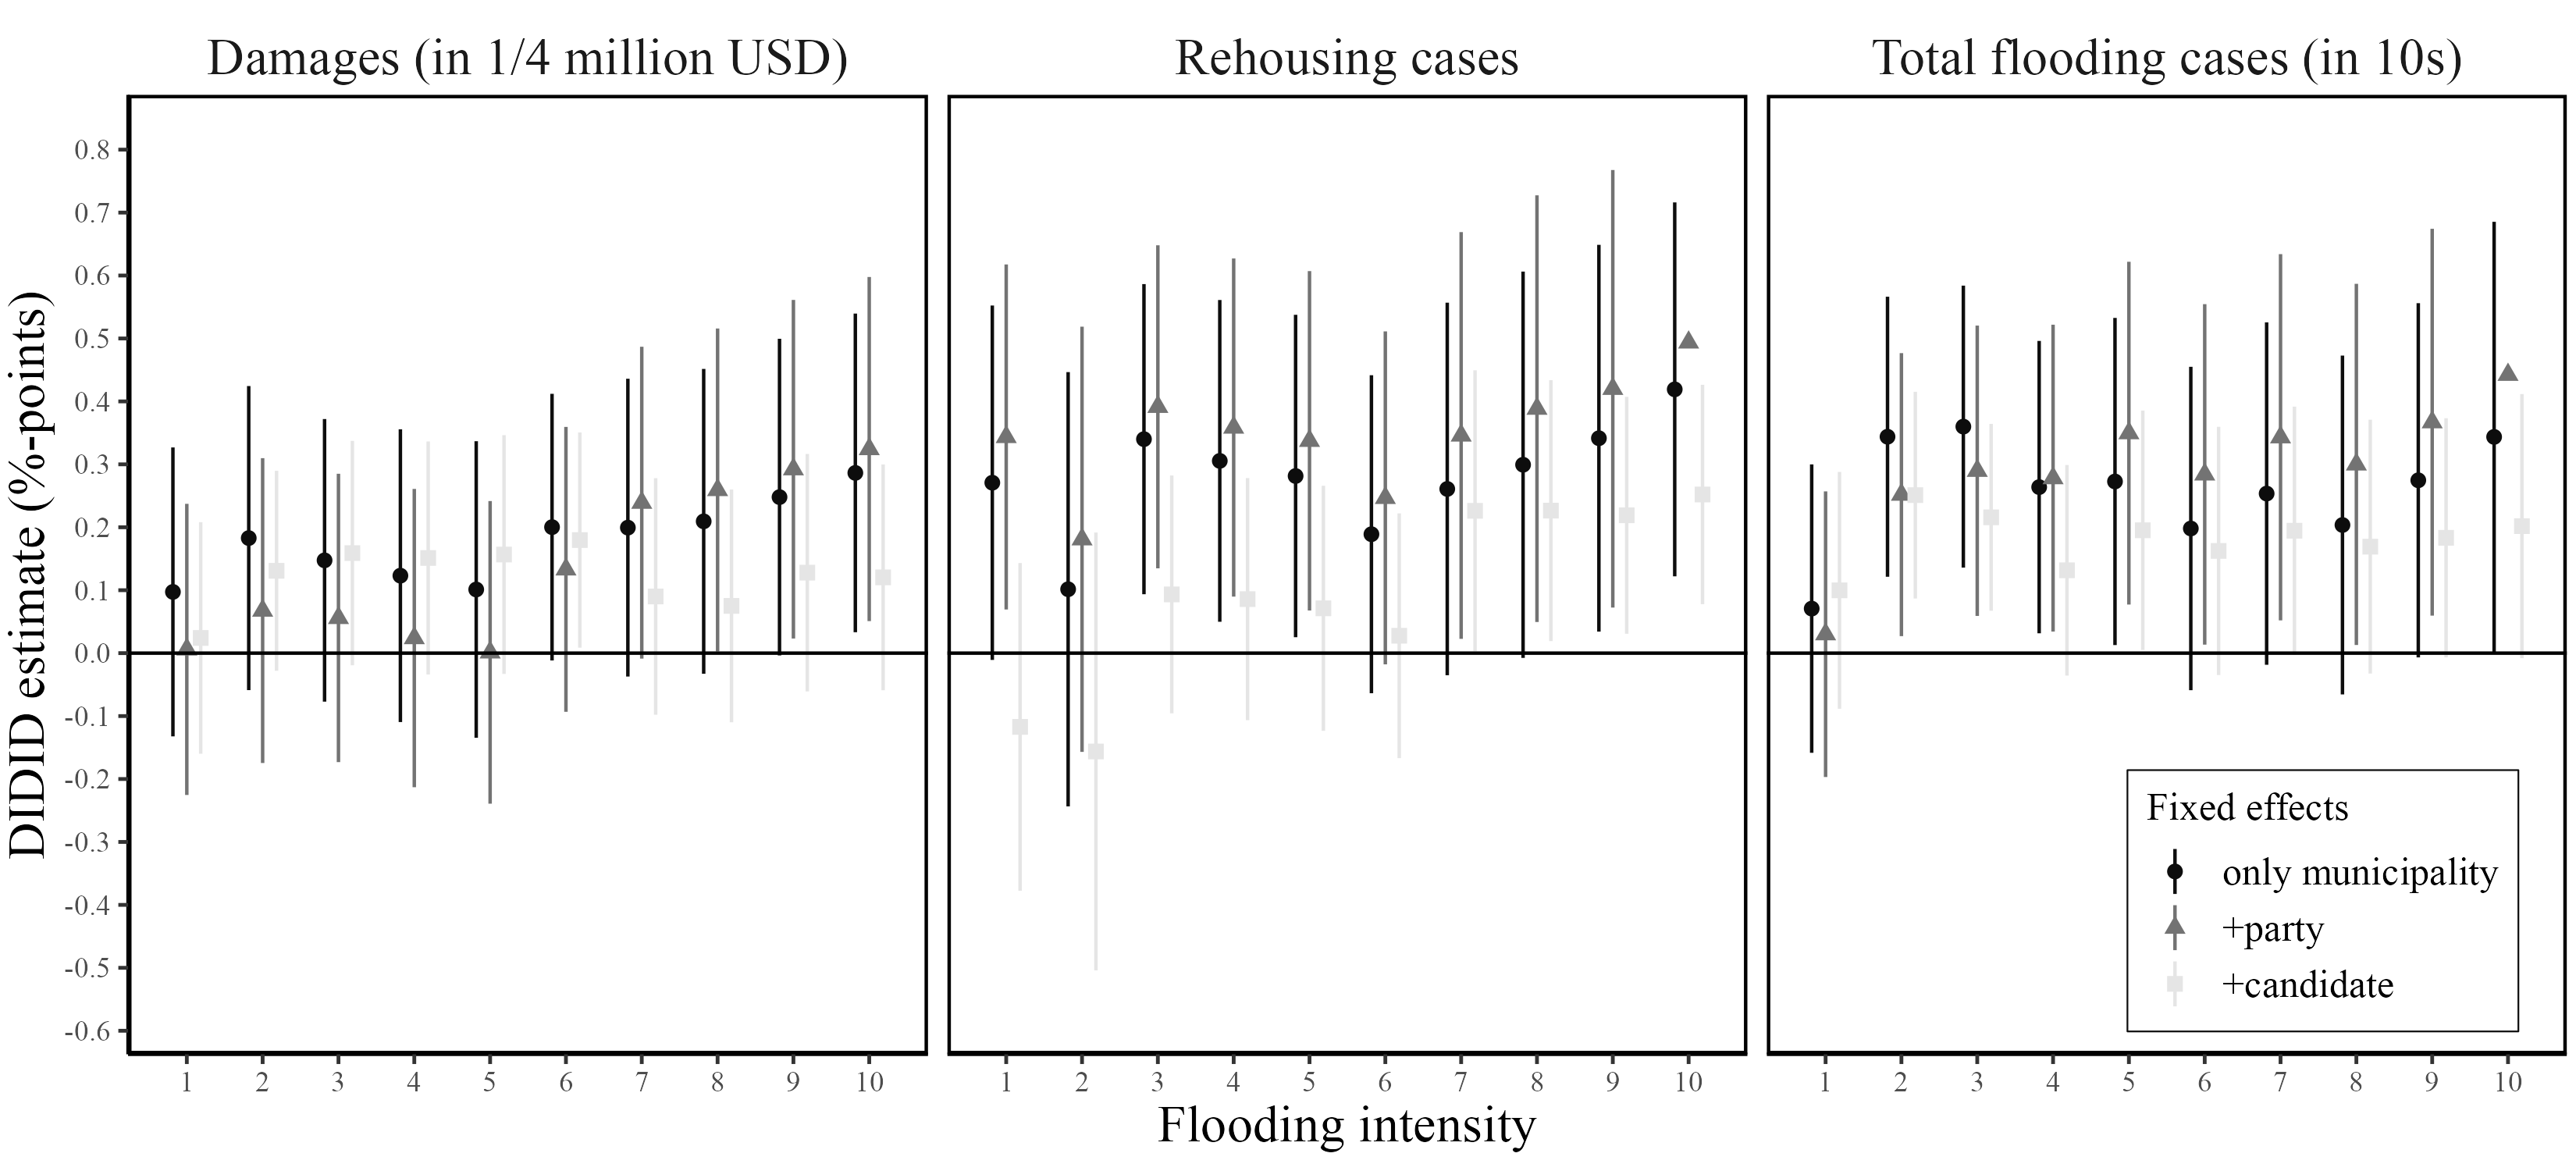 Damages (in 1/4 million USD)
Rehousing cases
Total flooding cases (in 10s)
DIDID estimate (%-points)
0.8
0.7
0.6
0.5
0.4
0.3
0.2
0.1
0.0
-0.1
-0.2
-0.3
-0.4
-0.5
-0.6
Fixed effects
only municipality
+party
+candidate
1 2 3 4 5 6 7 8 9 10
1 2 3 4 5 6 7 8 9 10
1 2 3 4 5 6 7 8 9 10
Flooding intensity